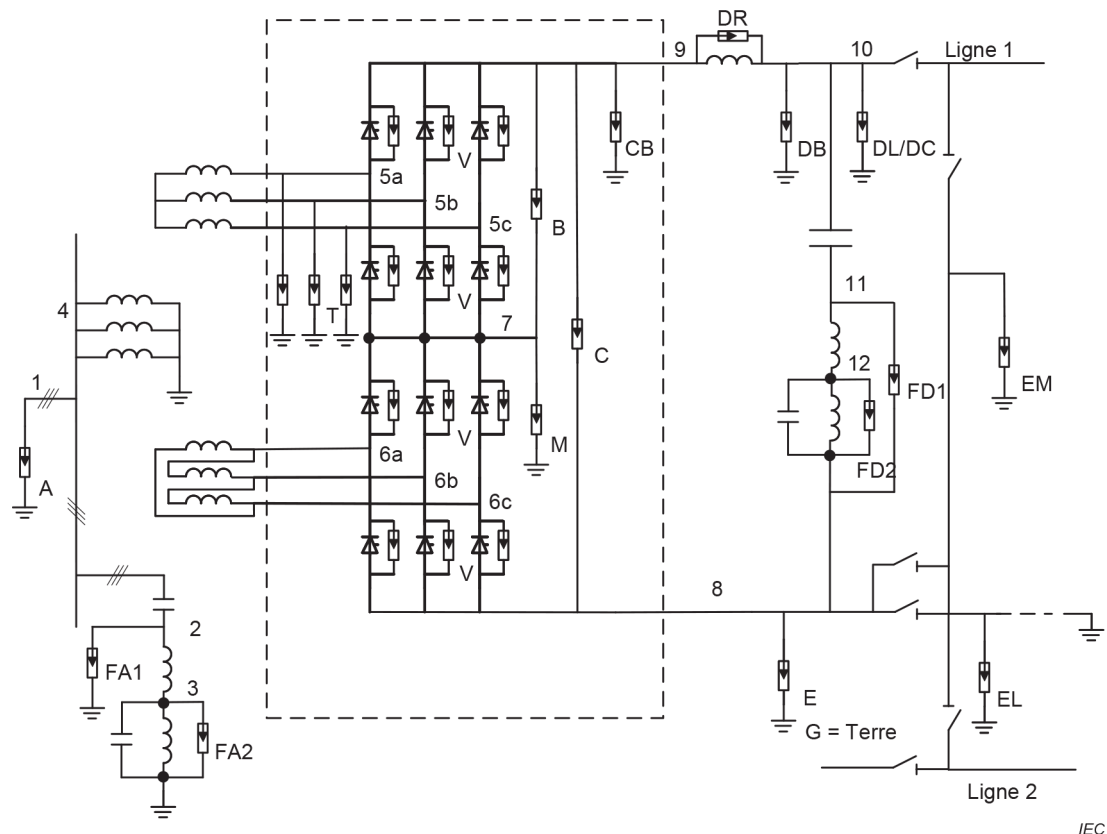 DR
9
10
Ligne 1
V
CB
DB
DL/DC
5a
5b
B
5c
4
T
V
7
11
C
12
EM
1
FD1
V
M
A
6a
FD2
6b
6c
V
8
2
FA1
3
E
EL
FA2
G = Terre
Ligne 2
IEC